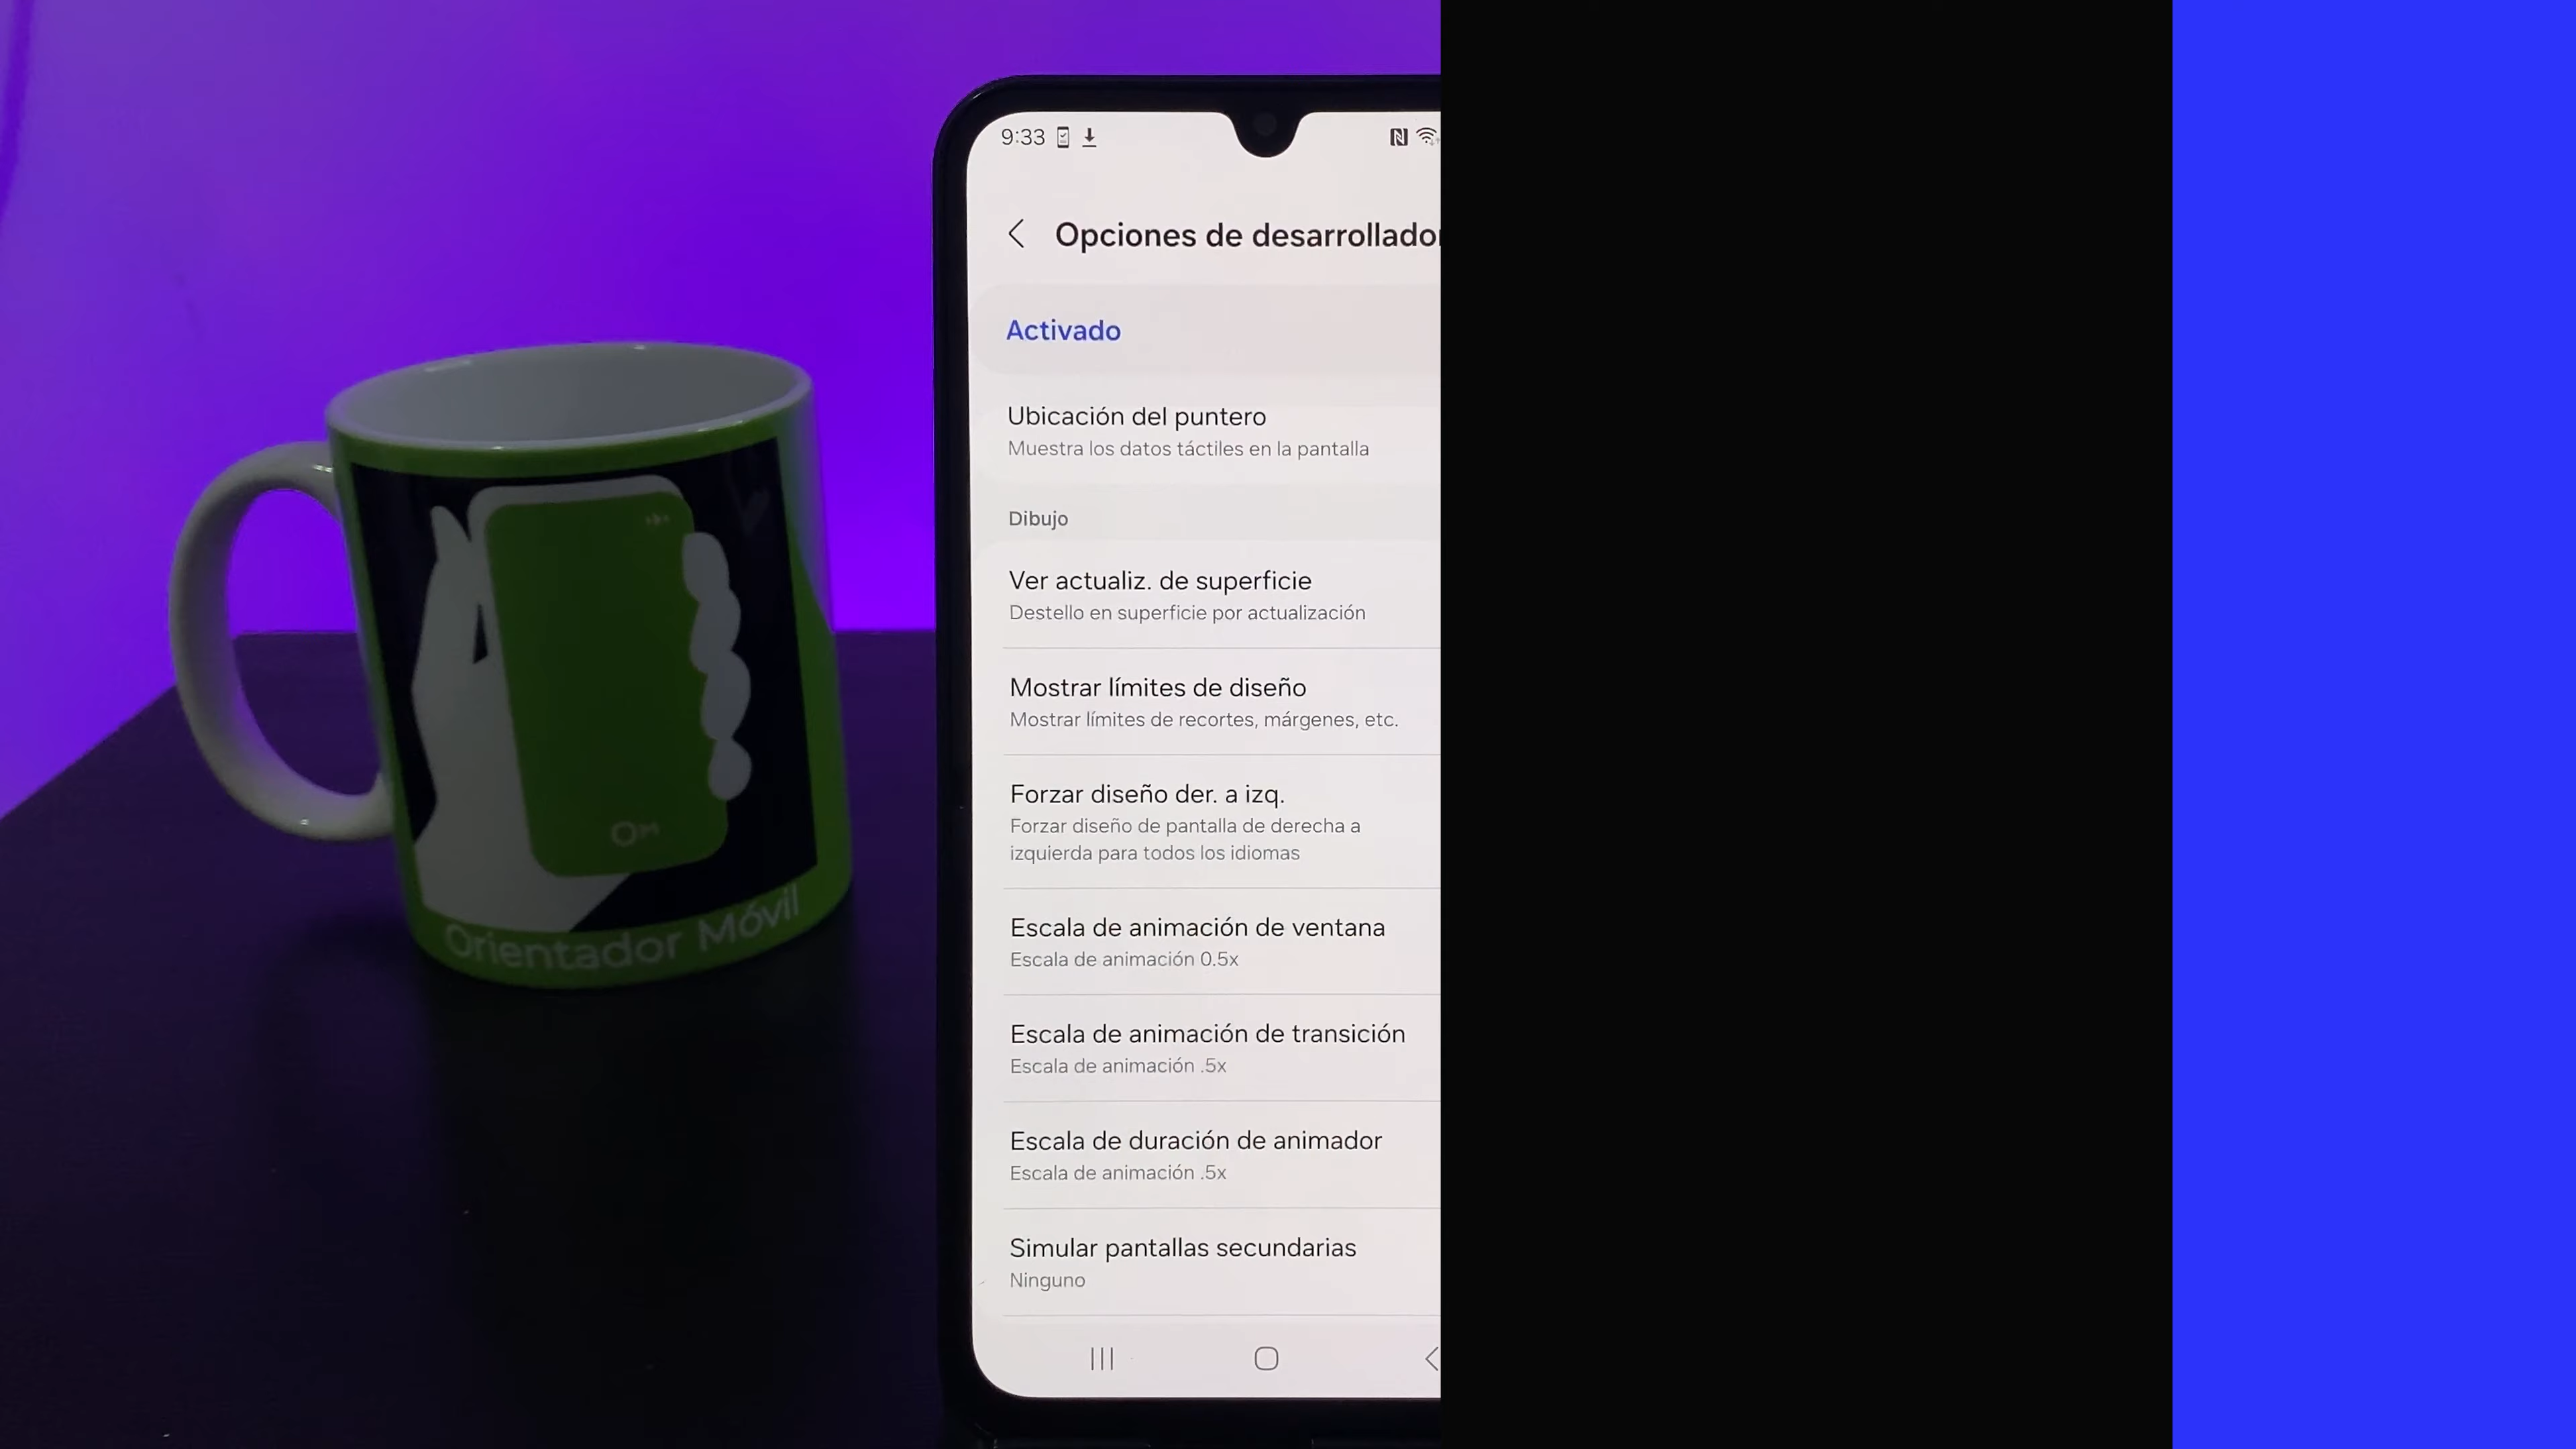 9:33
Opciones de desarrollador
Activado
Ubicación del puntero
Muestra los datos táctiles en la pantalla
Dibujo
Ver actualiz. de superficie
Destello en superficie por actualización
Mostrar límites de diseño
Mostrar límites de recortes, márgenes, etc.
Forzar diseño der. a izq.
Forzar diseño de pantalla de derecha a
izquierda para todos los idiomas
Escala de animación de ventana
Escala de animación 0.5x
Escala de animación de transición
Escala de animación .5x
Escala de duración de animador
Escala de animación .5x
Simular pantallas secundarias
Ninguno
Orientador Móvil